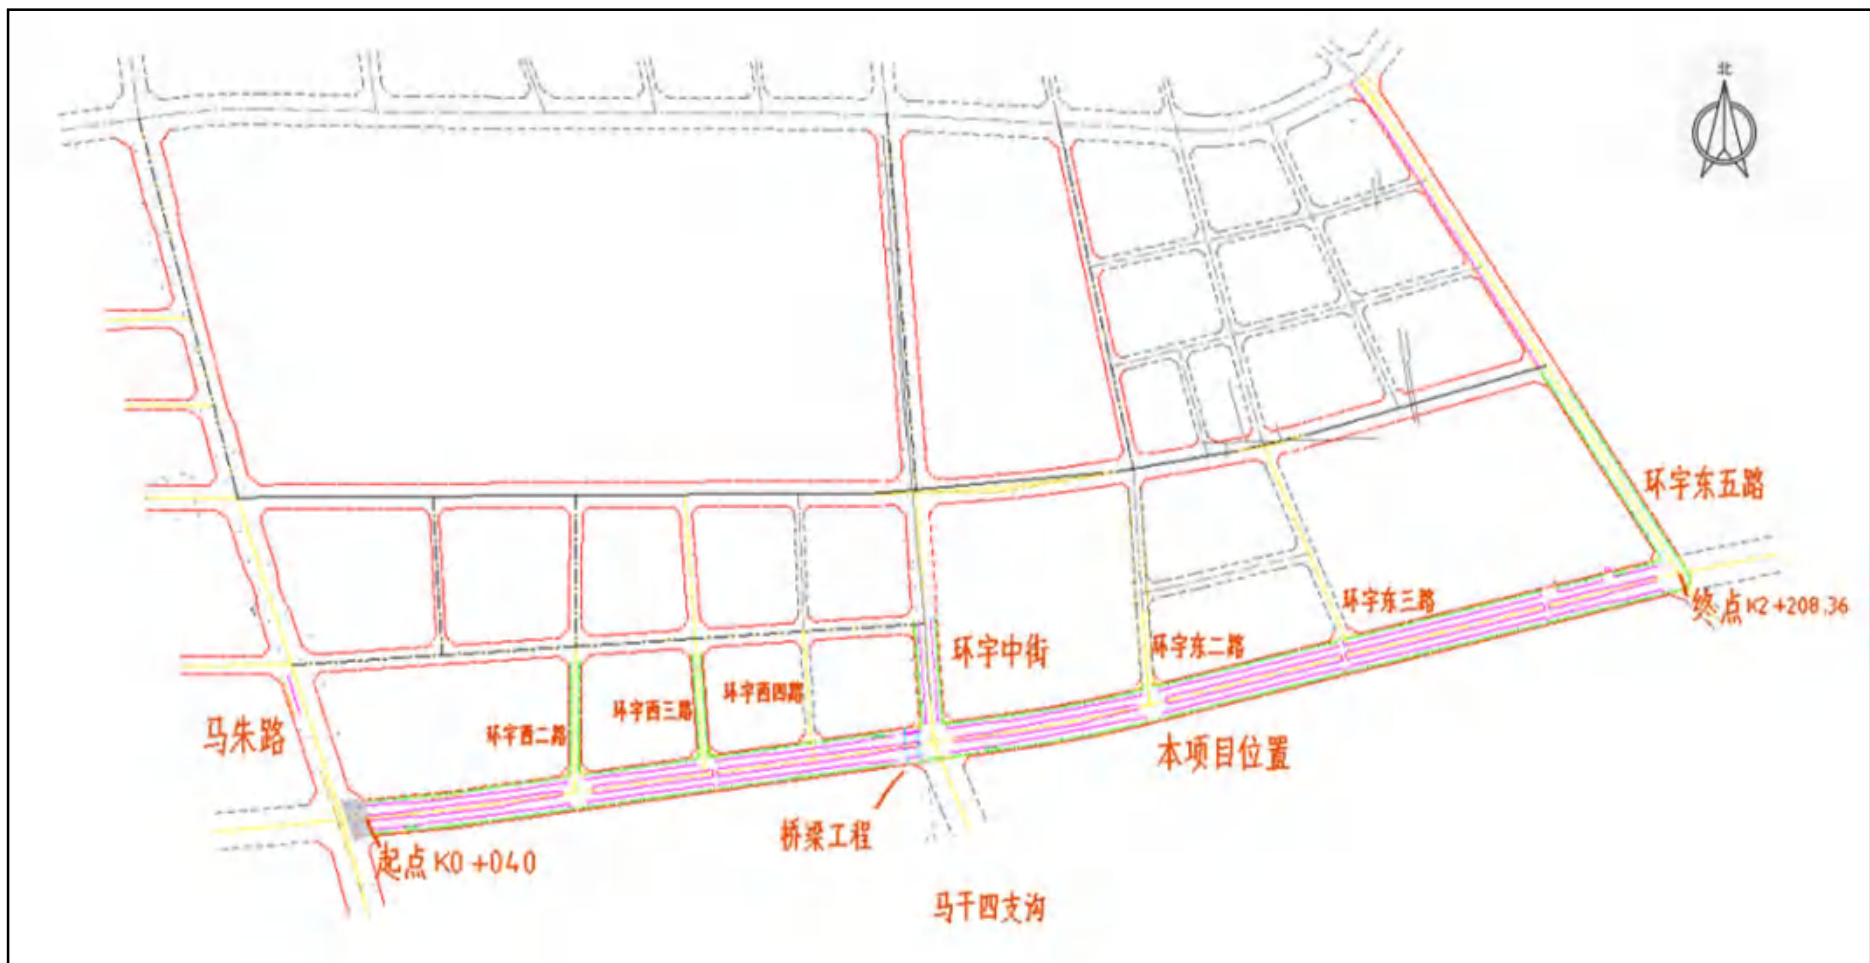 北
环宇东五路
终点K2+208.36
环宇东三路
环宇东二路
环宇中街
环宇西四路
环宇西三路
环宇西二路
马朱路
本项目位置
桥梁工程
起点K0+040
马干四支沟